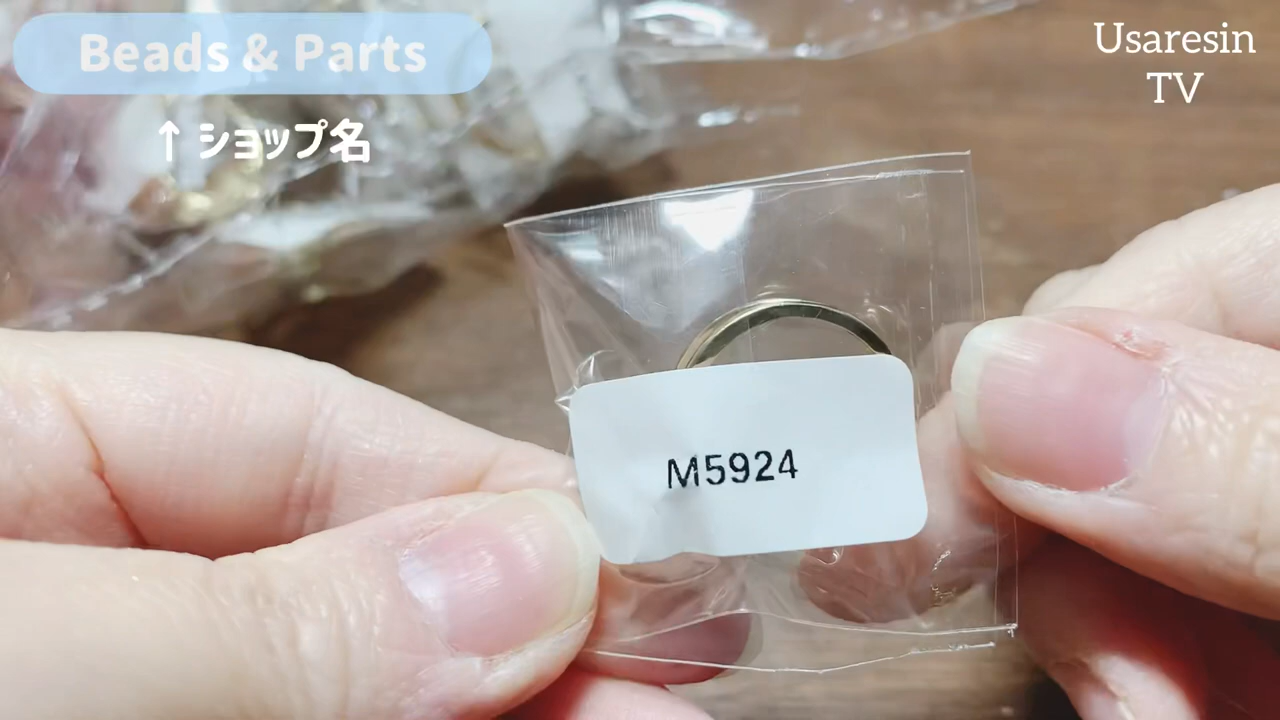 Beads & Parts
↑ショップ名
Usaresin
TV
M5924